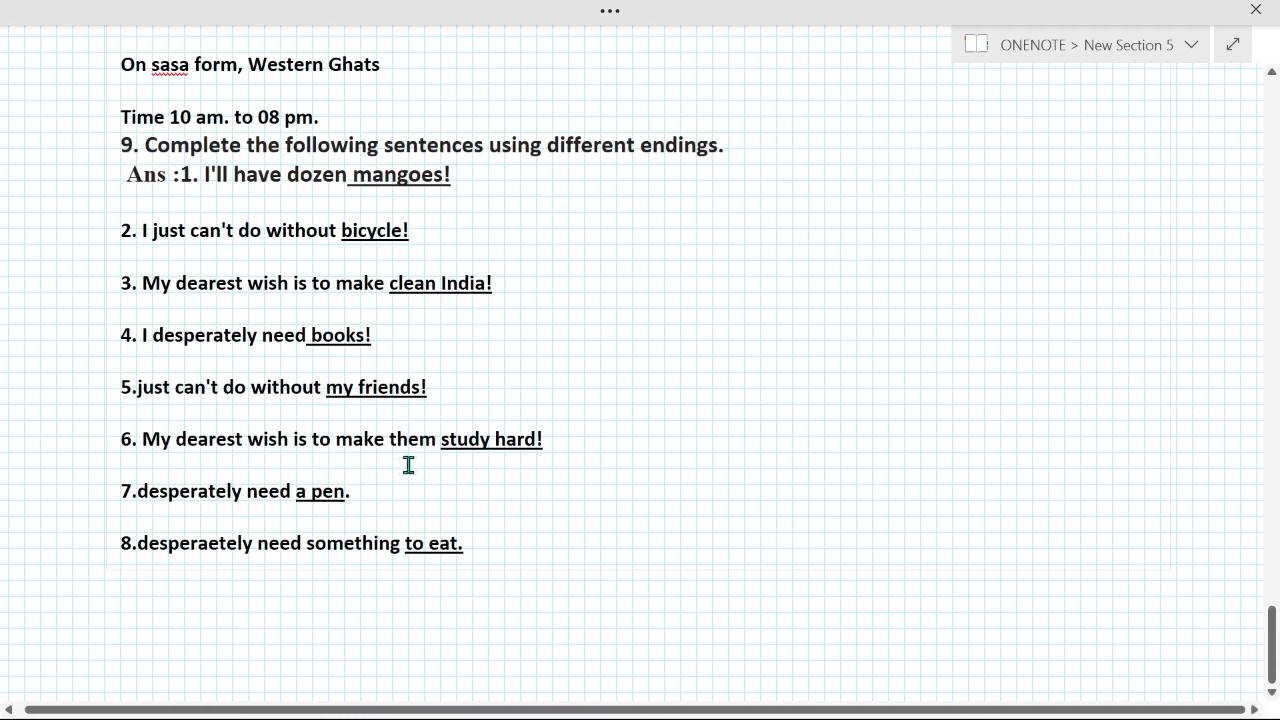 ONENOTE > New Section 5
On sasa form, Western Ghats
Time 10 am. to 08 pm.
9. Complete the following sentences using different endings.
Ans :1. I'll have dozen mangoes!
2. I just can't do without bicycle!
3. My dearest wish is to make clean India!
4. I desperately need books!
5.just can't do without my friends!
6. My dearest wish is to make them study hard!
7.desperately need a pen.
8.desperaetely need something to eat.